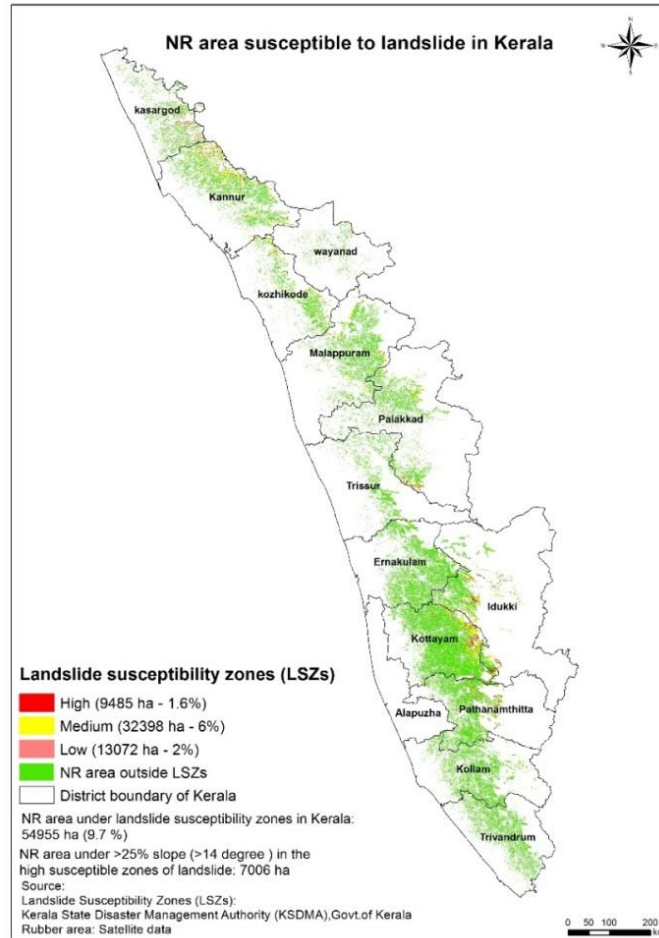 NR area susceptible to landslide in Kerala
N
W
E
S
kasargod
Kannur
wayanad
kozhikode
Malappuram
Palakkad
Trissur
Ernakulam
Idukki
Kottayam
Alapuzha
Pathanamthitta
Kollam
Trivandrum
Landslide susceptibility zones (LSZs)
High (9485 ha - 1.6%)
Medium (32398 ha - 6%)
Low (13072 ha - 2%)
NR area outside LSZs
District boundary of Kerala
NR area under landslide susceptibility zones in Kerala:
54955 ha (9.7 %)
NR area under >25% slope (>14 degree ) in the
high susceptible zones of landslide: 7006 ha
Source:
Landslide Susceptibility Zones (LSZs):
Kerala State Disaster Management Authority (KSDMA),Govt.of Kerala
Rubber area: Satellite data
0 50 100 200